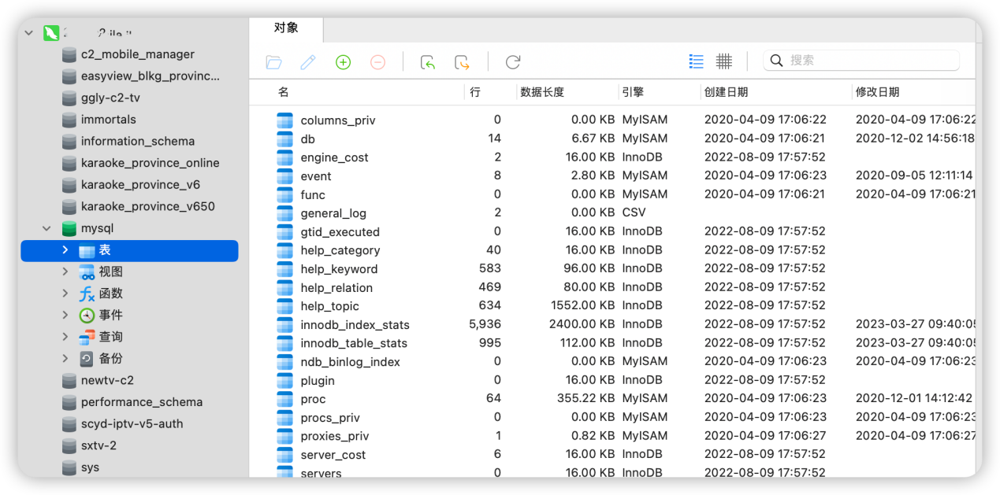 对象
搜索
c2_mobile_manager
easyview_blkg_provinc...
ggly-c2-tv
immortals
information_schema
karaoke_province_online
karaoke_province_v6
karaoke_province_v650
mysql
表
视图
函数
事件
查询
备份
newtv-c2
performance_schema
scyd-iptv-v5-auth
sxtv-2
sys
名 行 数据长度 引擎 创建日期 修改日期
columns_priv 0 0.00 KB MyISAM 2020-04-09 17:06:22 2020-04-09 17:06:22
db 14 6.67 KB MyISAM 2020-04-09 17:06:21 2020-12-02 14:56:18
engine_cost 2 16.00 KB InnoDB 2022-08-09 17:57:52
event 8 2.80 KB MyISAM 2020-04-09 17:06:23 2020-09-05 12:11:14
func 0 0.00 KB MyISAM 2020-04-09 17:06:21 2020-04-09 17:06:21
general_log 2 0.00 KB CSV
gtid_executed 0 16.00 KB InnoDB 2022-08-09 17:57:52
help_category 40 16.00 KB InnoDB 2022-08-09 17:57:52
help_keyword 583 96.00 KB InnoDB 2022-08-09 17:57:52
help_relation 469 80.00 KB InnoDB 2022-08-09 17:57:52
help_topic 634 1552.00 KB InnoDB 2022-08-09 17:57:52
innodb_index_stats 5,936 2400.00 KB InnoDB 2022-08-09 17:57:52 2023-03-27 09:40:05
innodb_table_stats 995 112.00 KB InnoDB 2022-08-09 17:57:52 2023-03-27 09:40:05
ndb_binlog_index 0 0.00 KB MyISAM 2020-04-09 17:06:23 2020-04-09 17:06:23
plugin 0 16.00 KB InnoDB 2022-08-09 17:57:52
proc 64 355.22 KB MyISAM 2020-04-09 17:06:23 2020-12-01 14:12:42
procs_priv 0 0.00 KB MyISAM 2020-04-09 17:06:23 2020-04-09 17:06:23
proxies_priv 1 0.82 KB MyISAM 2020-04-09 17:06:27 2020-04-09 17:06:27
server_cost 6 16.00 KB InnoDB 2022-08-09 17:57:52
servers 0 16.00 KB InnoDB 2022-08-09 17:57:52